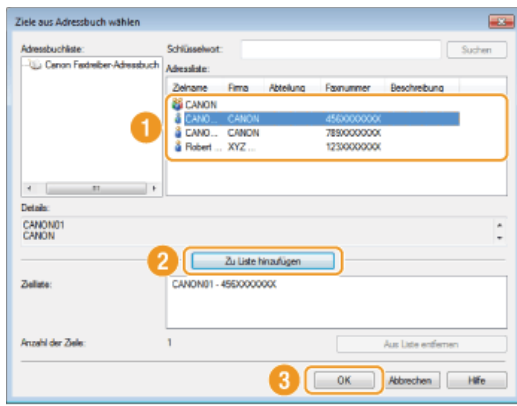 Ziele aus Adressbuch wählen
Adressbuchliste:
Schlüsselwort:
Suchen
Canon Faxtreiber-Adressbuch
Adressliste:
Zielname Firma Abteilung Faxnummer Beschreibung
CANON
CANO... CANON 456XXXXXXX
CANO... CANON 789XXXXXXX
Robert ... XYZ ... 123XXXXXXX
1
Details:
CANON01
CANON
2
Zu Liste hinzufügen
Zielliste:
CANON01 - 456XXXXXXX
Anzahl der Ziele:
1
Aus Liste entfernen
3
OK
Abbrechen
Hilfe